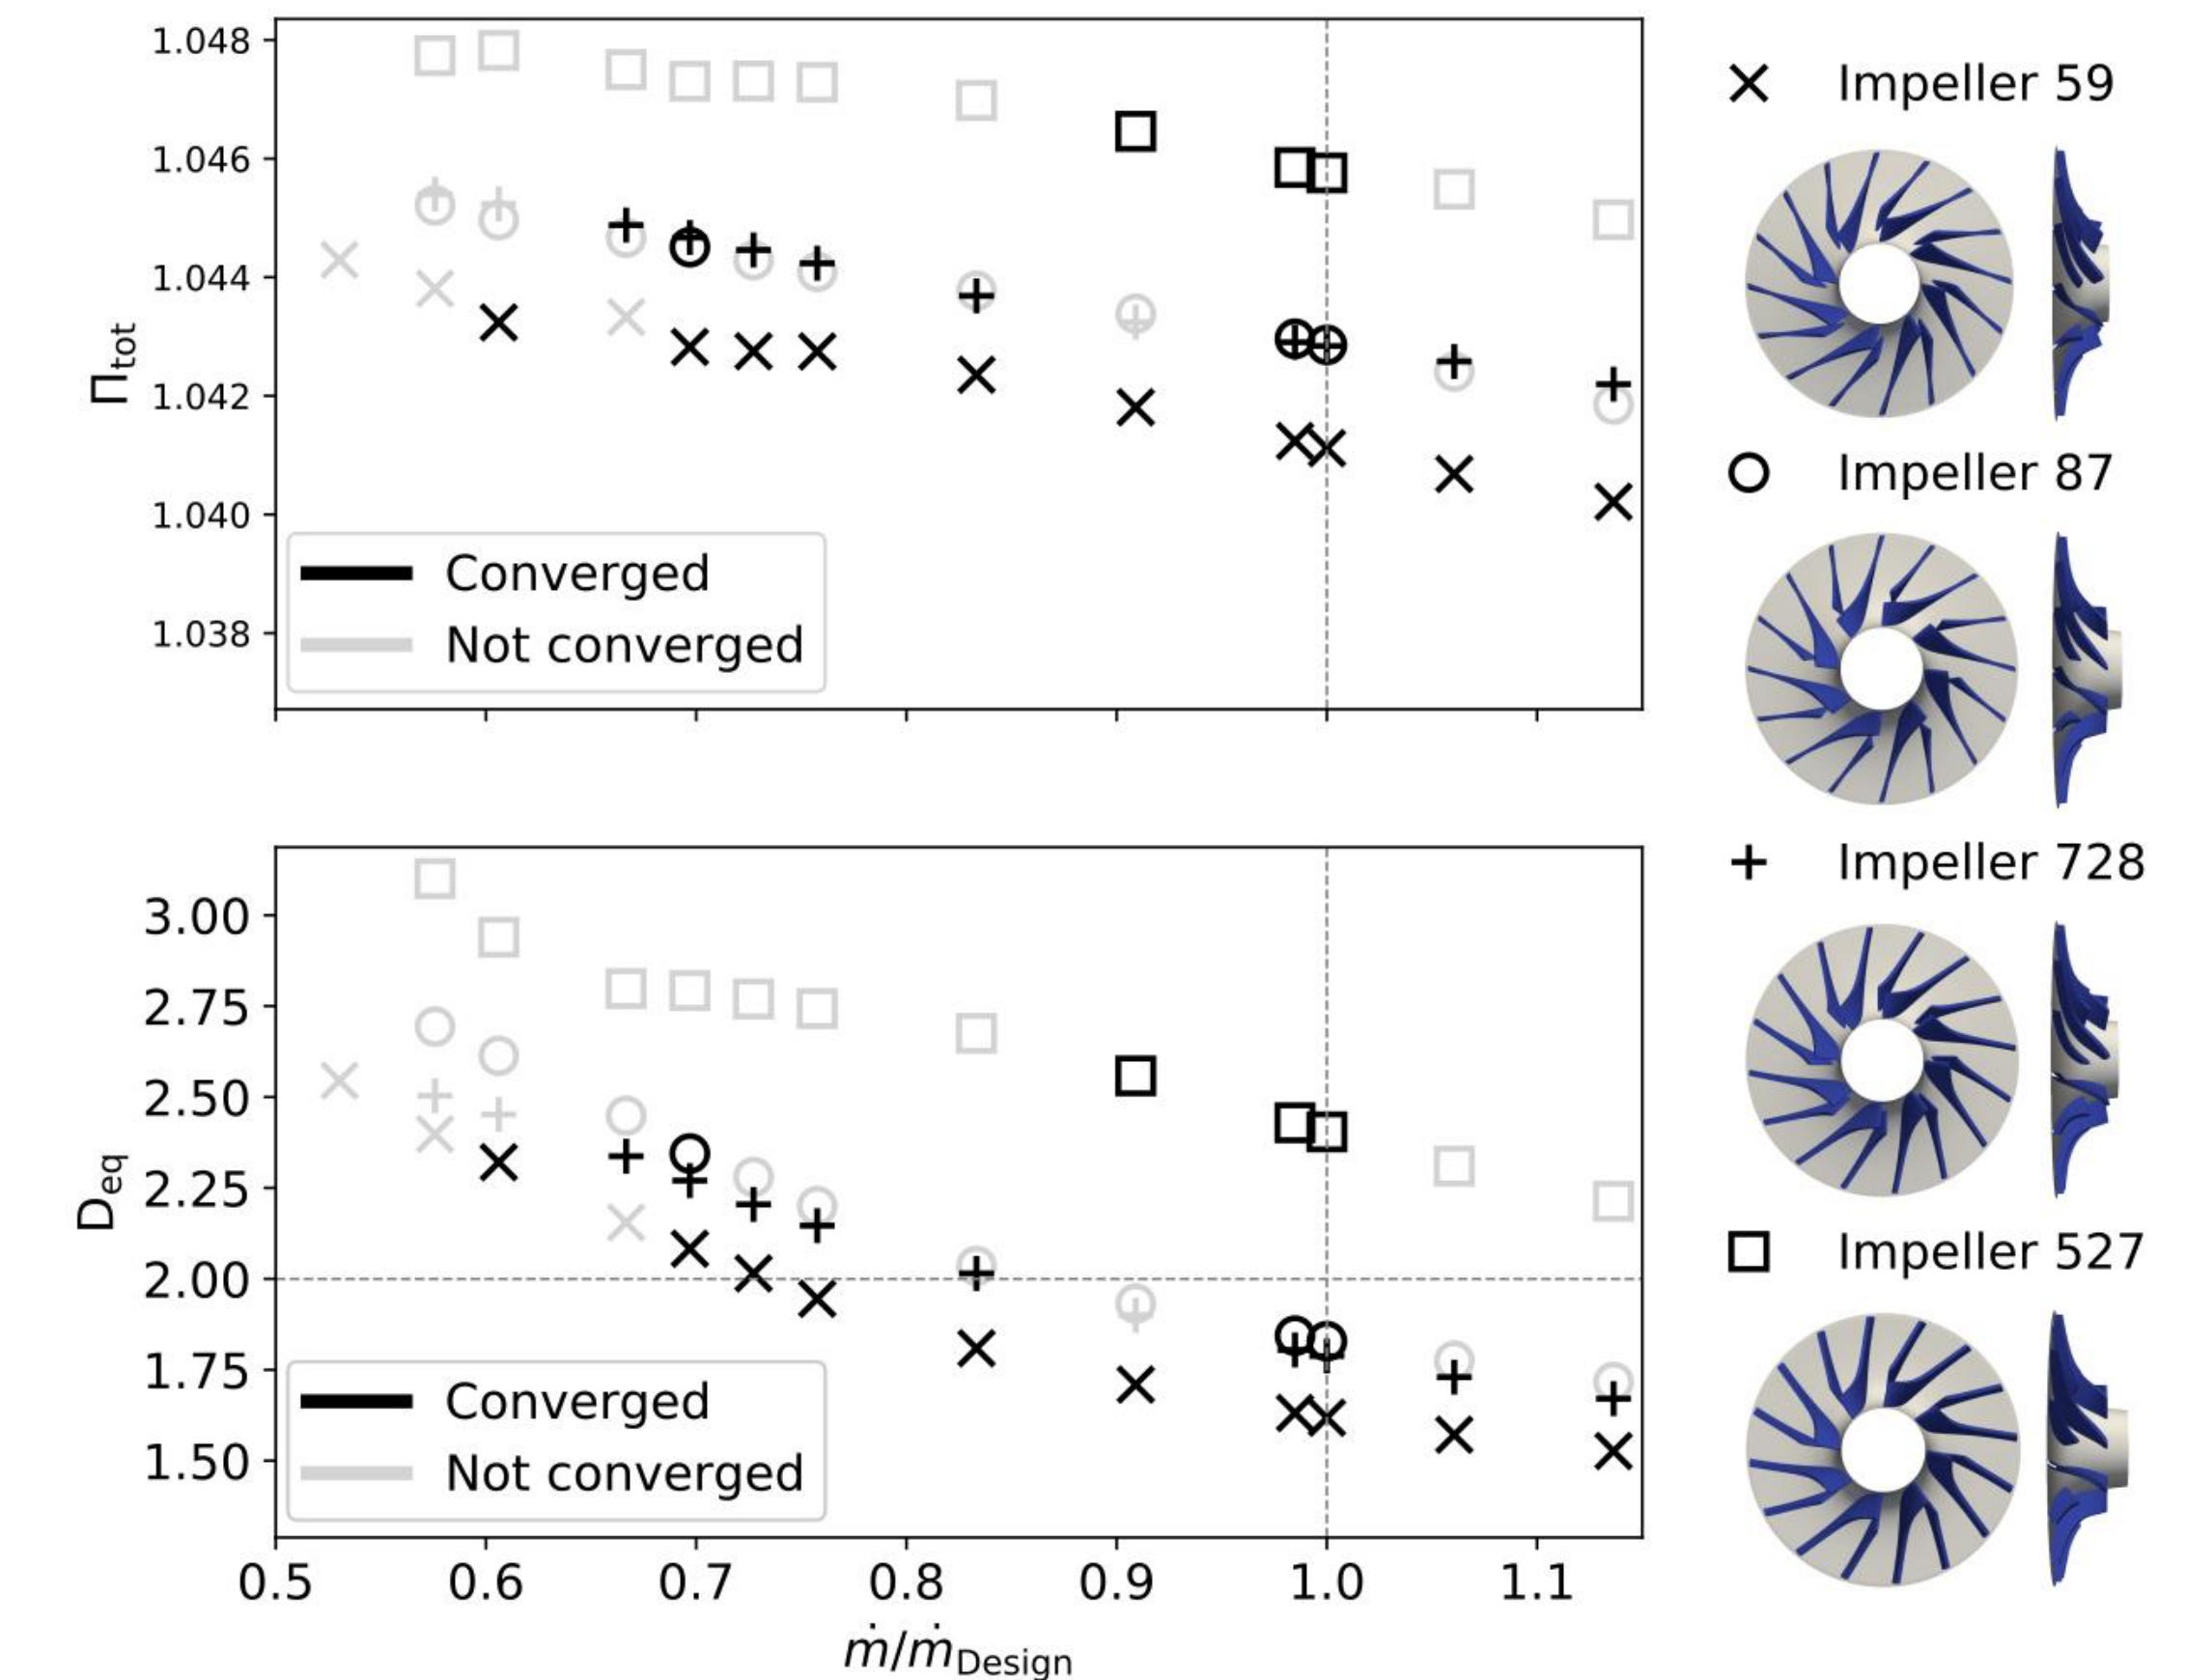 1.048
1.046
1.044
1.042
1.040
1.038
Π_tot
Converged
Not converged
3.00
2.75
2.50
2.25
2.00
1.75
1.50
D_eq
Converged
Not converged
0.5 0.6 0.7 0.8 0.9 1.0 1.1
ṁ/ṁ_Design
Impeller 59
Impeller 87
Impeller 728
Impeller 527